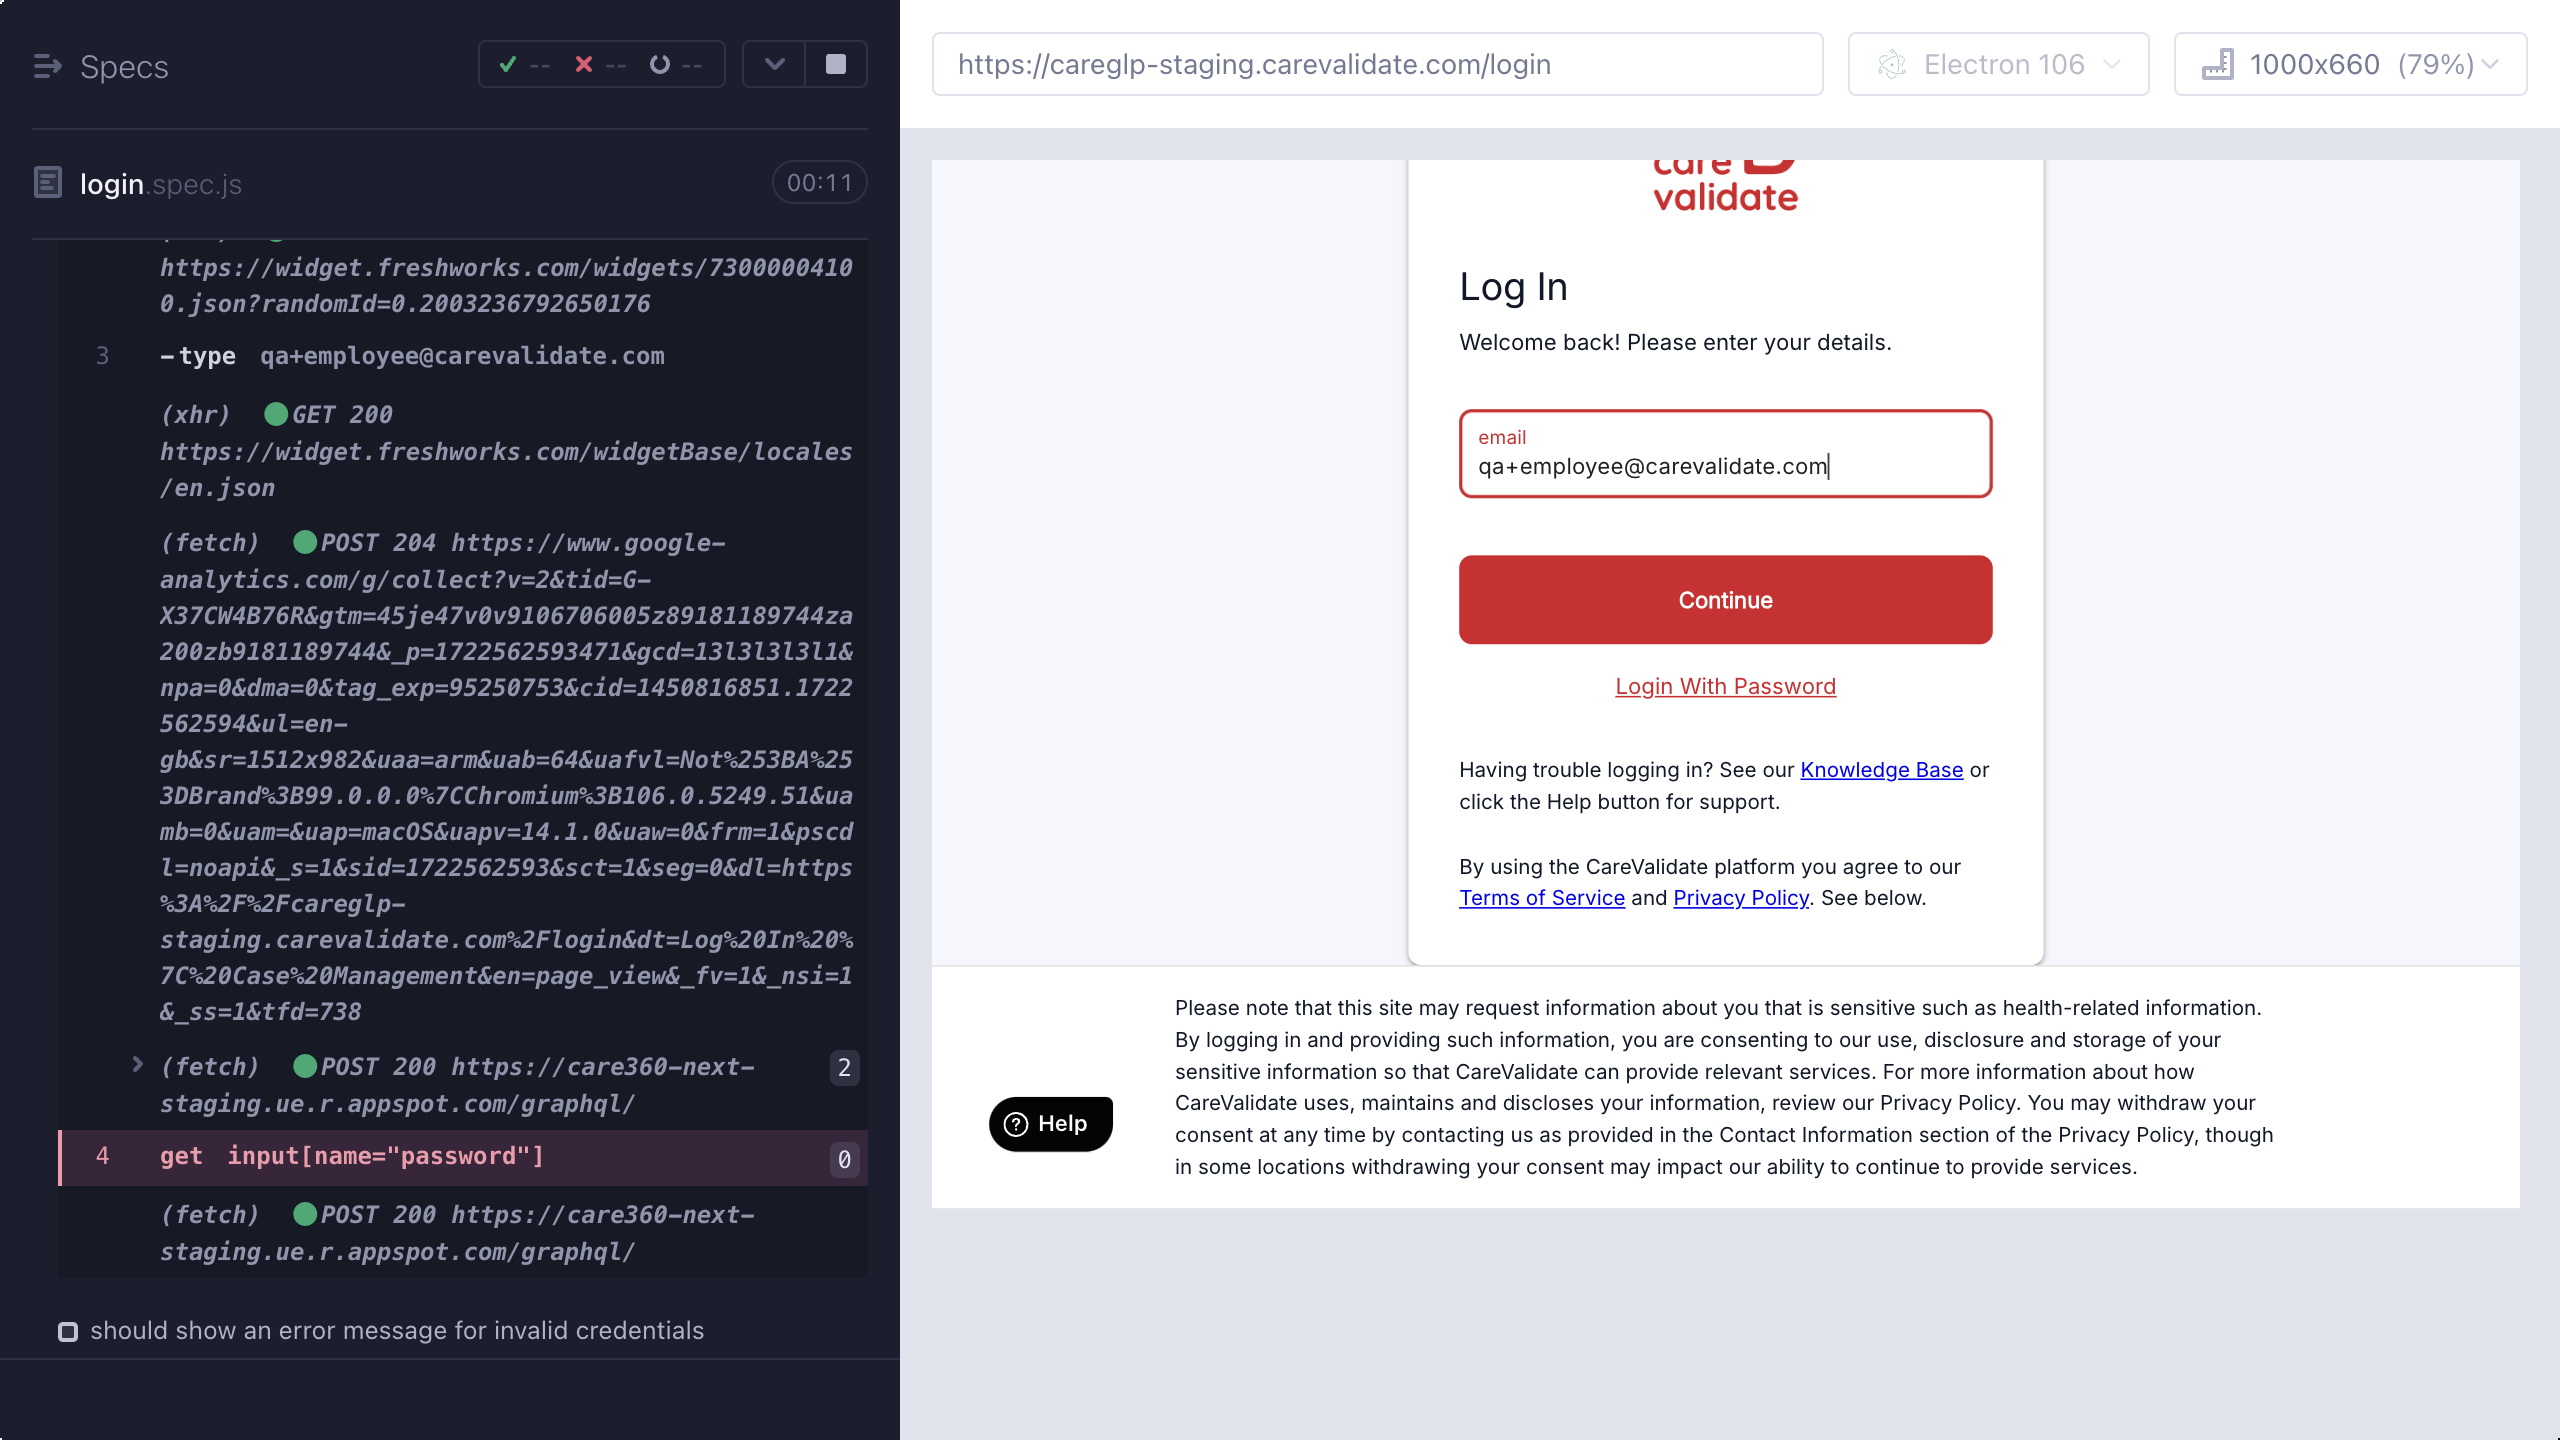 Specs
-- -- --
https://careglp-staging.carevalidate.com/login
Electron 106
1000x660 (79%)
login.spec.js
00:11
https://widget.freshworks.com/widgets/7300000410
0.json?randomId=0.2003236792650176
3 -type qa+employee@carevalidate.com
(xhr) GET 200
https://widget.freshworks.com/widgetBase/locales
/en.json
(fetch) POST 204 https://www.google-
analytics.com/g/collect?v=2&tid=G-
X37CW4B76R&gtm=45je47v0v9106706005z89181189744za
200zb9181189744&_p=1722562593471&gcd=13l3l3l3l1&
npa=0&dma=0&tag_exp=95250753&cid=1450816851.1722
562594&ul=en-
gb&sr=1512x982&uaa=arm&uab=64&uafvl=Not%253BA%25
3DBrand%3B99.0.0.0%7CChromium%3B106.0.5249.51&ua
mb=0&uam=&uap=macOS&uapv=14.1.0&uaw=0&frm=1&pscd
l=noapi&_s=1&sid=1722562593&sct=1&seg=0&dl=https
%3A%2F%2Fcareglp-
staging.carevalidate.com%2Flogin&dt=Log%20In%20%
7C%20Case%20Management&en=page_view&_fv=1&_nsi=1
&_ss=1&tfd=738
(fetch) POST 200 https://care360-next-
staging.ue.r.appspot.com/graphql/
2
4 get input[name="password"] 0
(fetch) POST 200 https://care360-next-
staging.ue.r.appspot.com/graphql/
should show an error message for invalid credentials
care
validate
Log In
Welcome back! Please enter your details.
email
qa+employee@carevalidate.com
Continue
Login With Password
Having trouble logging in? See our Knowledge Base or
click the Help button for support.
By using the CareValidate platform you agree to our
Terms of Service and Privacy Policy. See below.
Please note that this site may request information about you that is sensitive such as health-related information.
By logging in and providing such information, you are consenting to our use, disclosure and storage of your
sensitive information so that CareValidate can provide relevant services. For more information about how
CareValidate uses, maintains and discloses your information, review our Privacy Policy. You may withdraw your
consent at any time by contacting us as provided in the Contact Information section of the Privacy Policy, though
in some locations withdrawing your consent may impact our ability to continue to provide services.
Help